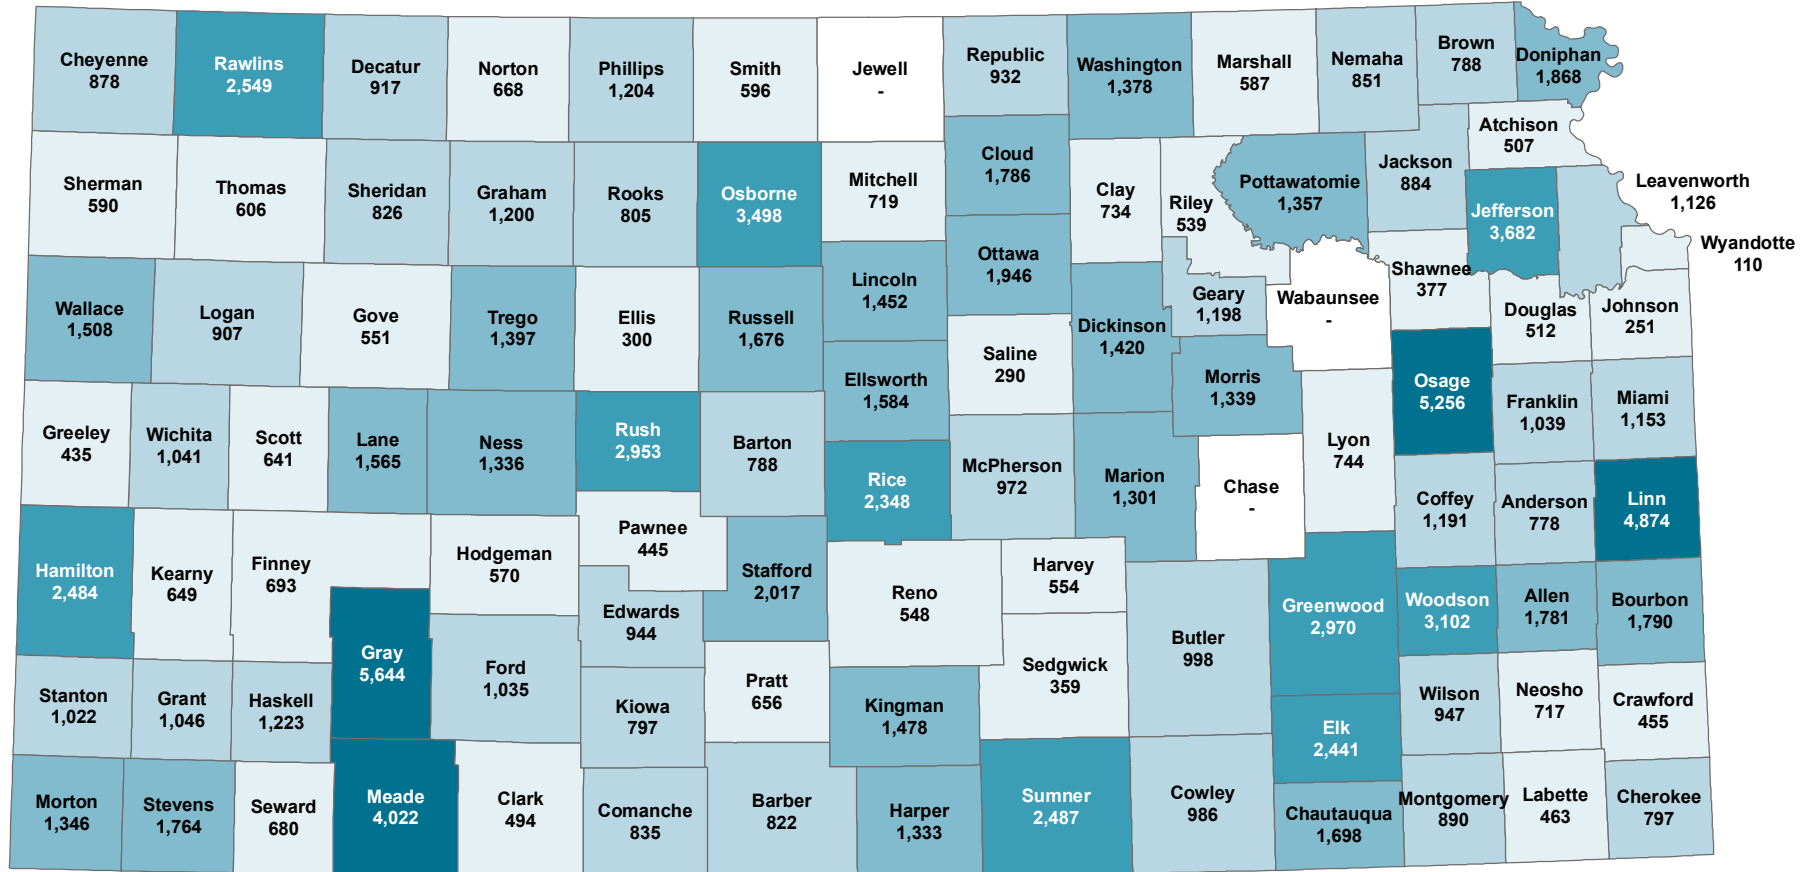 Cheyenne
878
Rawlins
2,549
Decatur
917
Norton
668
Phillips
1,204
Smith
596
Jewell
-
Republic
932
Washington
1,378
Marshall
587
Nemaha
851
Brown
788
Doniphan
1,868
Atchison
507
Sherman
590
Thomas
606
Sheridan
826
Graham
1,200
Rooks
805
Osborne
3,498
Mitchell
719
Cloud
1,786
Clay
734
Riley
539
Pottawatomie
1,357
Jackson
884
Jefferson
3,682
Leavenworth
1,126
Wyandotte
110
Wallace
1,508
Logan
907
Gove
551
Trego
1,397
Ellis
300
Russell
1,676
Lincoln
1,452
Ottawa
1,946
Dickinson
1,420
Geary
1,198
Wabaunsee
-
Shawnee
377
Douglas
512
Johnson
251
Saline
290
Ellsworth
1,584
Morris
1,339
Osage
5,256
Franklin
1,039
Miami
1,153
Greeley
435
Wichita
1,041
Scott
641
Lane
1,565
Ness
1,336
Rush
2,953
Barton
788
Rice
2,348
McPherson
972
Marion
1,301
Chase
-
Lyon
744
Coffey
1,191
Anderson
778
Linn
4,874
Hamilton
2,484
Kearny
649
Finney
693
Hodgeman
570
Pawnee
445
Stafford
2,017
Edwards
944
Reno
548
Harvey
554
Butler
998
Greenwood
2,970
Woodson
3,102
Allen
1,781
Bourbon
1,790
Gray
5,644
Ford
1,035
Kiowa
797
Pratt
656
Kingman
1,478
Sedgwick
359
Elk
2,441
Wilson
947
Neosho
717
Crawford
455
Stanton
1,022
Grant
1,046
Haskell
1,223
Morton
1,346
Stevens
1,764
Seward
680
Meade
4,022
Clark
494
Comanche
835
Barber
822
Harper
1,333
Sumner
2,487
Cowley
986
Chautauqua
1,698
Montgomery
890
Labette
463
Cherokee
797